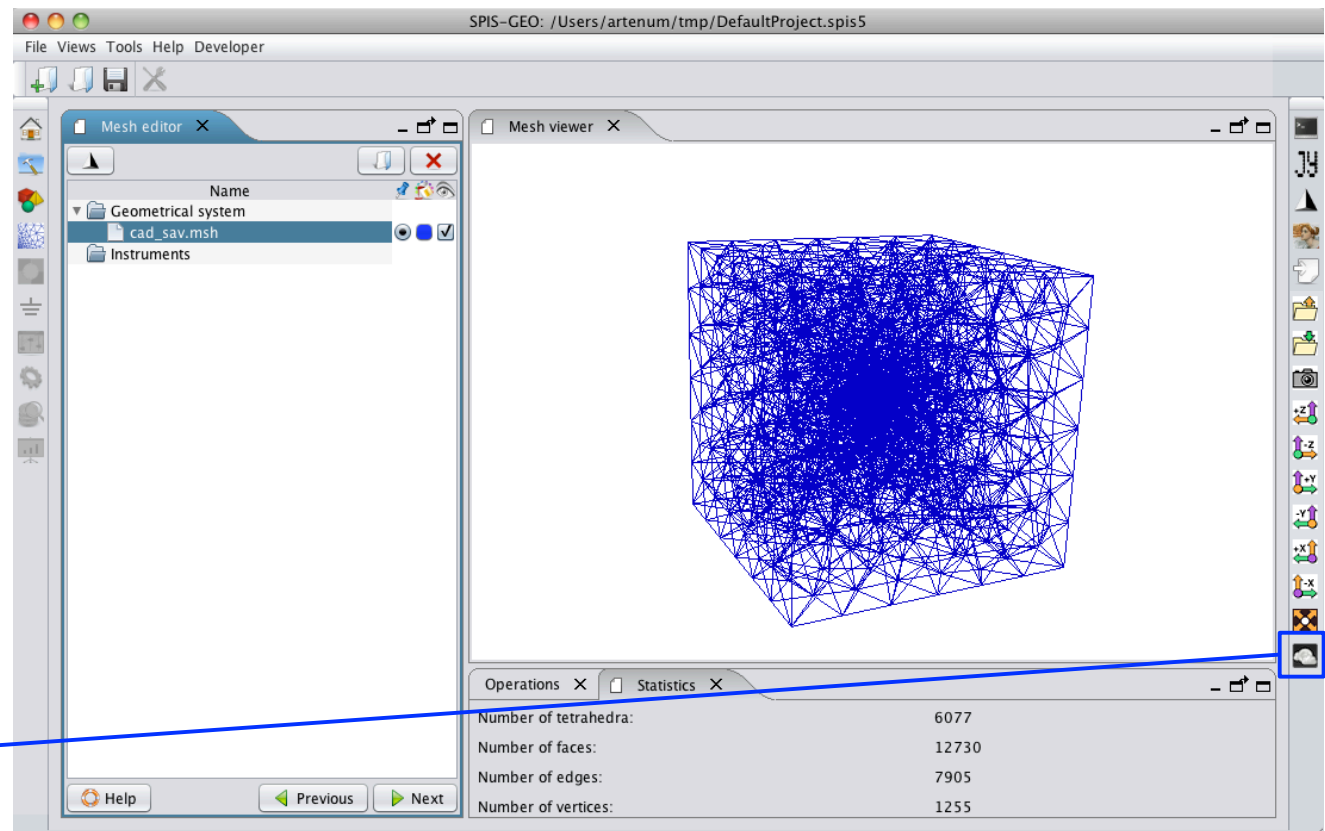 SPIS-GEO: /Users/artenum/tmp/DefaultProject.spis5
File Views Tools Help Developer
Mesh editor
Mesh viewer
Name
Geometrical system
cad_sav.msh
Instruments
JY
+Z
-Z
+Y
-Y
+X
-X
Operations
Statistics
Number of tetrahedra: 6077
Number of faces: 12730
Number of edges: 7905
Number of vertices: 1255
Help
Previous
Next